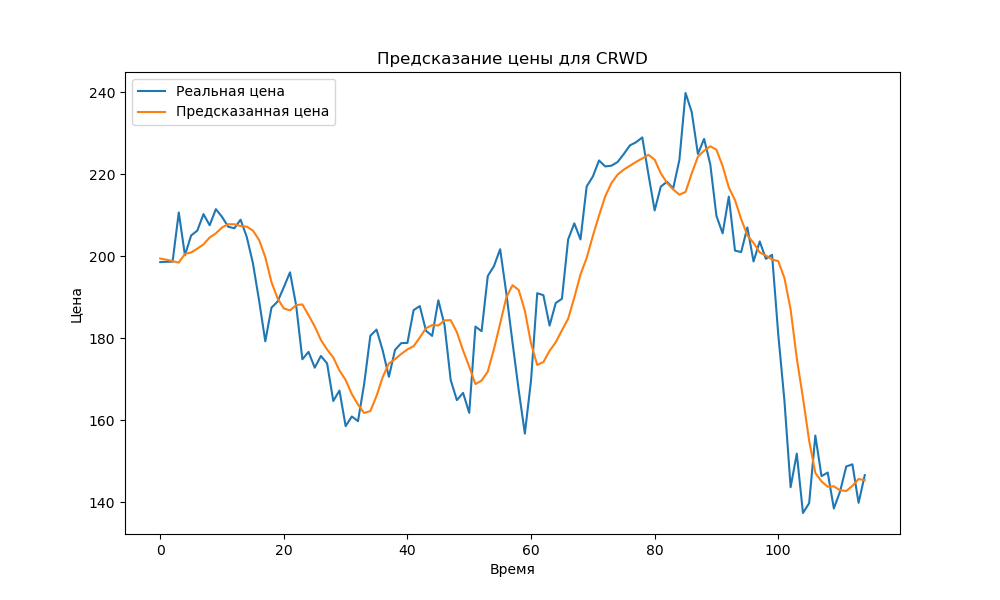 Предсказание цены для CRWD
Реальная цена
Предсказанная цена
Цена
240
220
200
180
160
140
0 20 40 60 80 100
Время